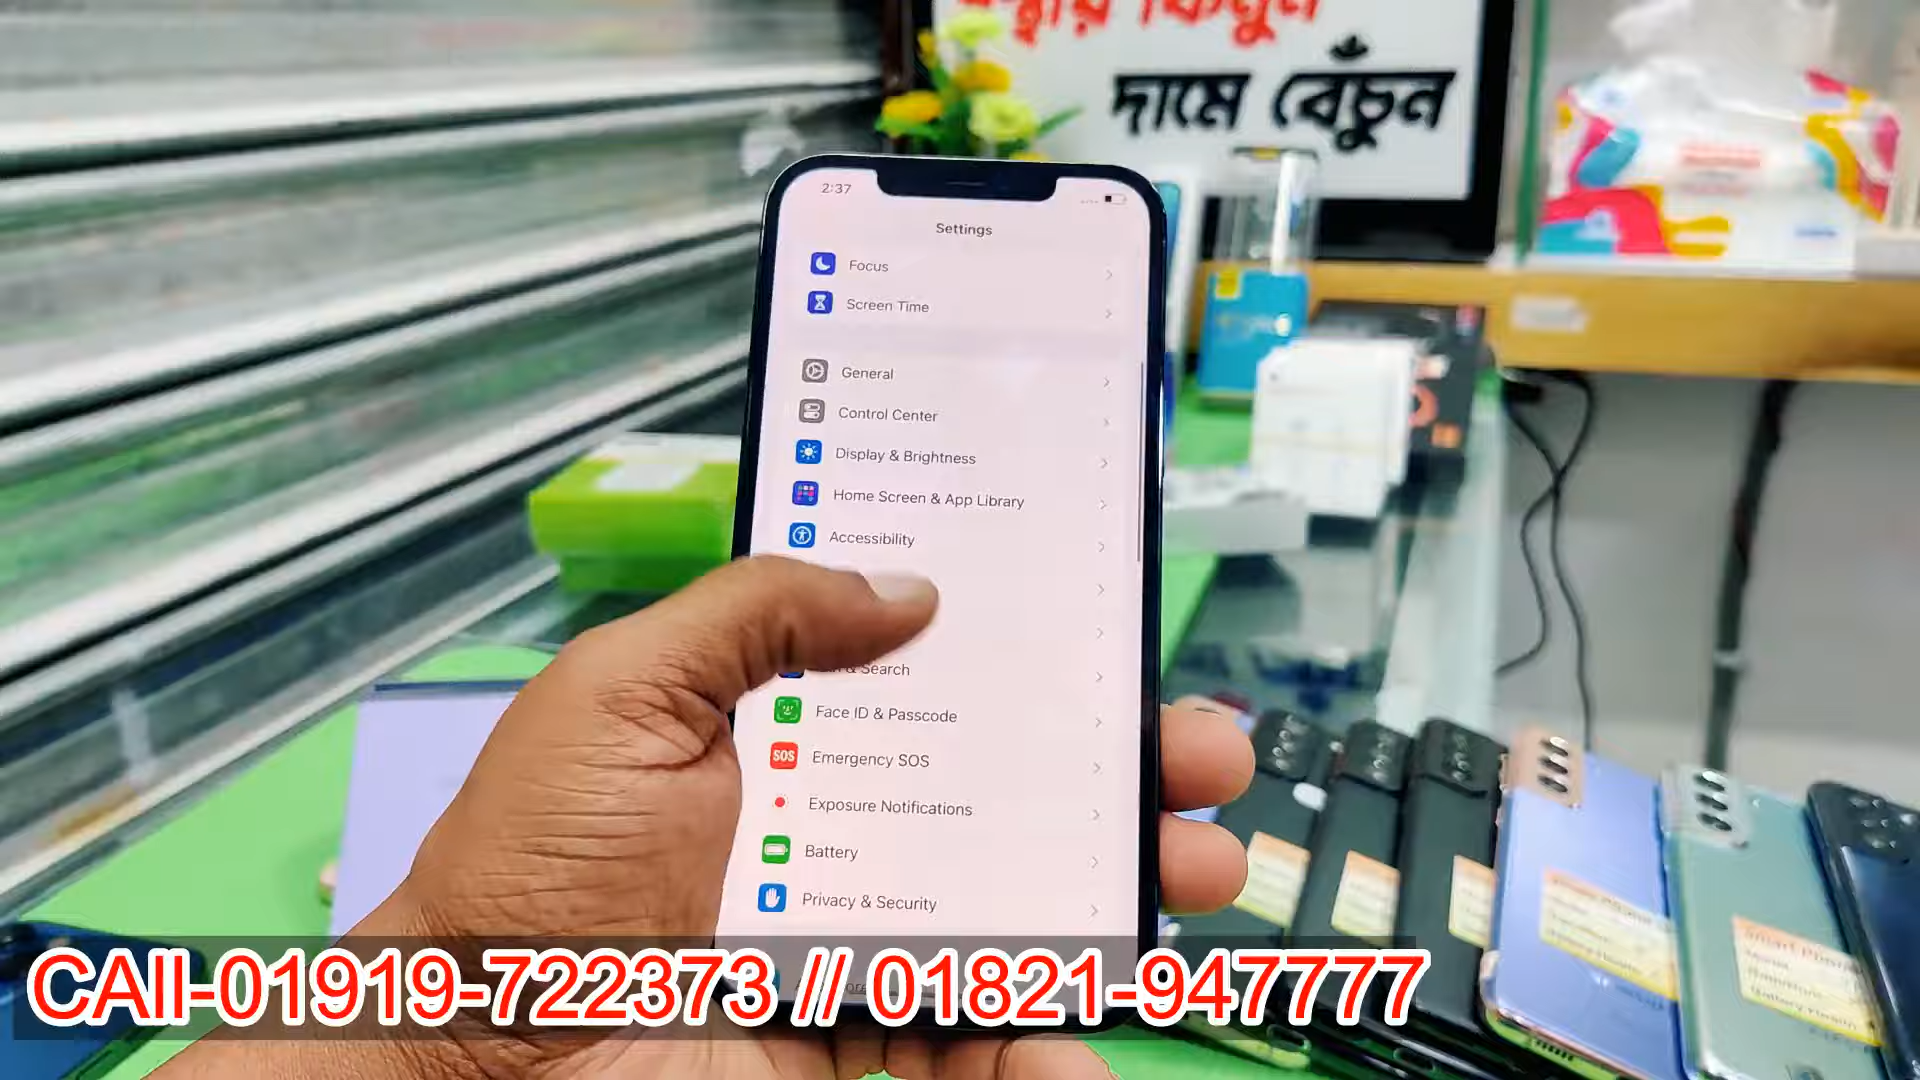 দামে বেঁচুন
2:37
Settings
Focus
Screen Time
General
Control Center
Display & Brightness
Home Screen & App Library
Accessibility
& Search
Face ID & Passcode
Emergency SOS
SOS
Exposure Notifications
Battery
Privacy & Security
CAll-01919-722373 // 01821-947777